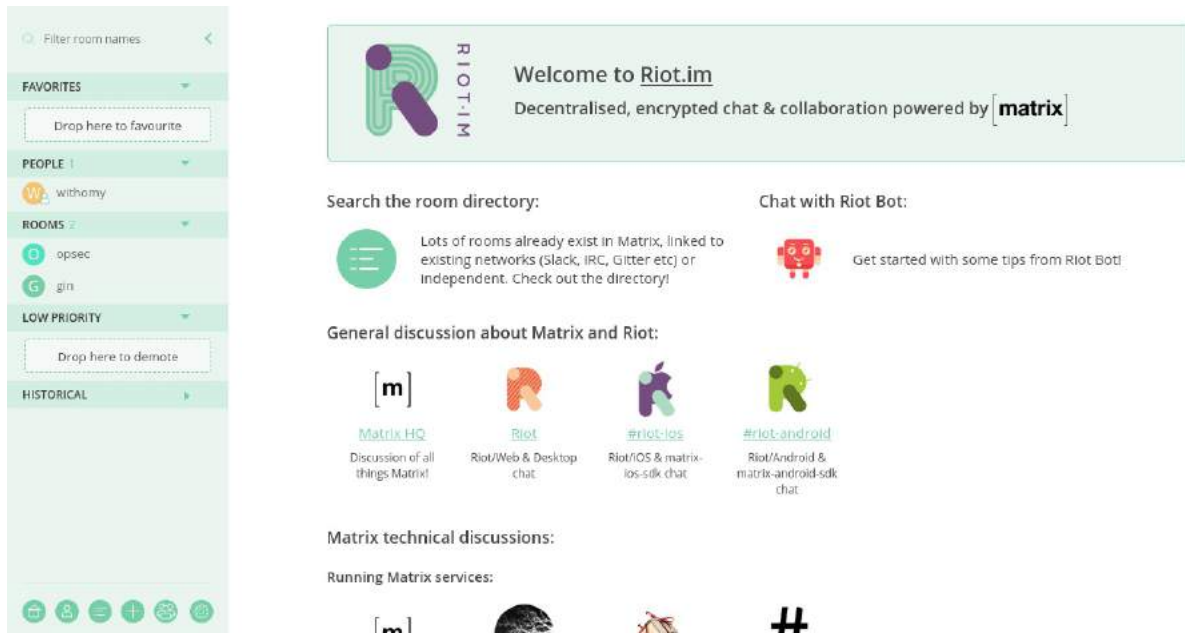 Filter room names
FAVORITES
Drop here to favourite
PEOPLE 1
W
withomy
ROOMS 2
O
opsec
G
gin
LOW PRIORITY
Drop here to demote
HISTORICAL
RIOT·IM
Welcome to Riot.im
Decentralised, encrypted chat & collaboration powered by [matrix]
Search the room directory:
Lots of rooms already exist in Matrix, linked to
existing networks (Slack, IRC, Gitter etc) or
independent. Check out the directory!
Chat with Riot Bot:
Get started with some tips from Riot Bot!
General discussion about Matrix and Riot:
[m]
Matrix HQ
Discussion of all
things Matrix!
Riot
Riot/Web & Desktop
chat
#riot-ios
Riot/iOS & matrix-
ios-sdk chat
#riot-android
Riot/Android &
matrix-android-sdk
chat
Matrix technical discussions:
Running Matrix services:
[m]
#